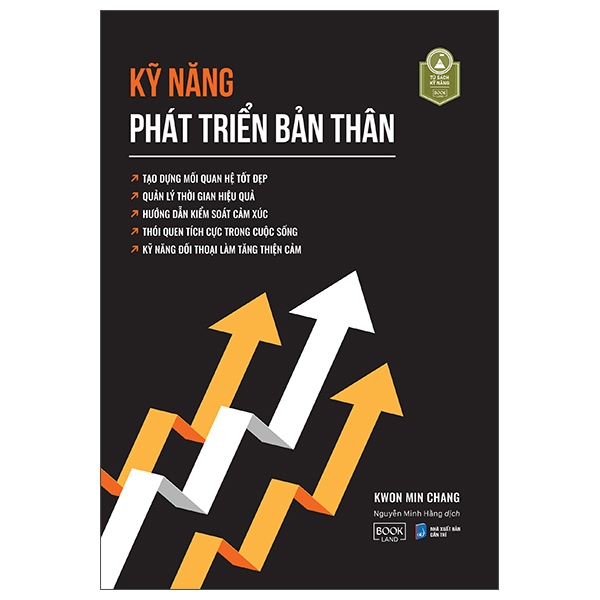 KỸ NĂNG
PHÁT TRIỂN BẢN THÂN
TỦ SÁCH
KỸ NĂNG
BOOK
LAND
TẠO DỰNG MỐI QUAN HỆ TỐT ĐẸP
QUẢN LÝ THỜI GIAN HIỆU QUẢ
HƯỚNG DẪN KIỂM SOÁT CẢM XÚC
THÓI QUEN TÍCH CỰC TRONG CUỘC SỐNG
KỸ NĂNG ĐỐI THOẠI LÀM TĂNG THIỆN CẢM
KWON MIN CHANG
Nguyễn Minh Hằng dịch
BOOK
LAND
NHÀ XUẤT BẢN
DÂN TRÍ